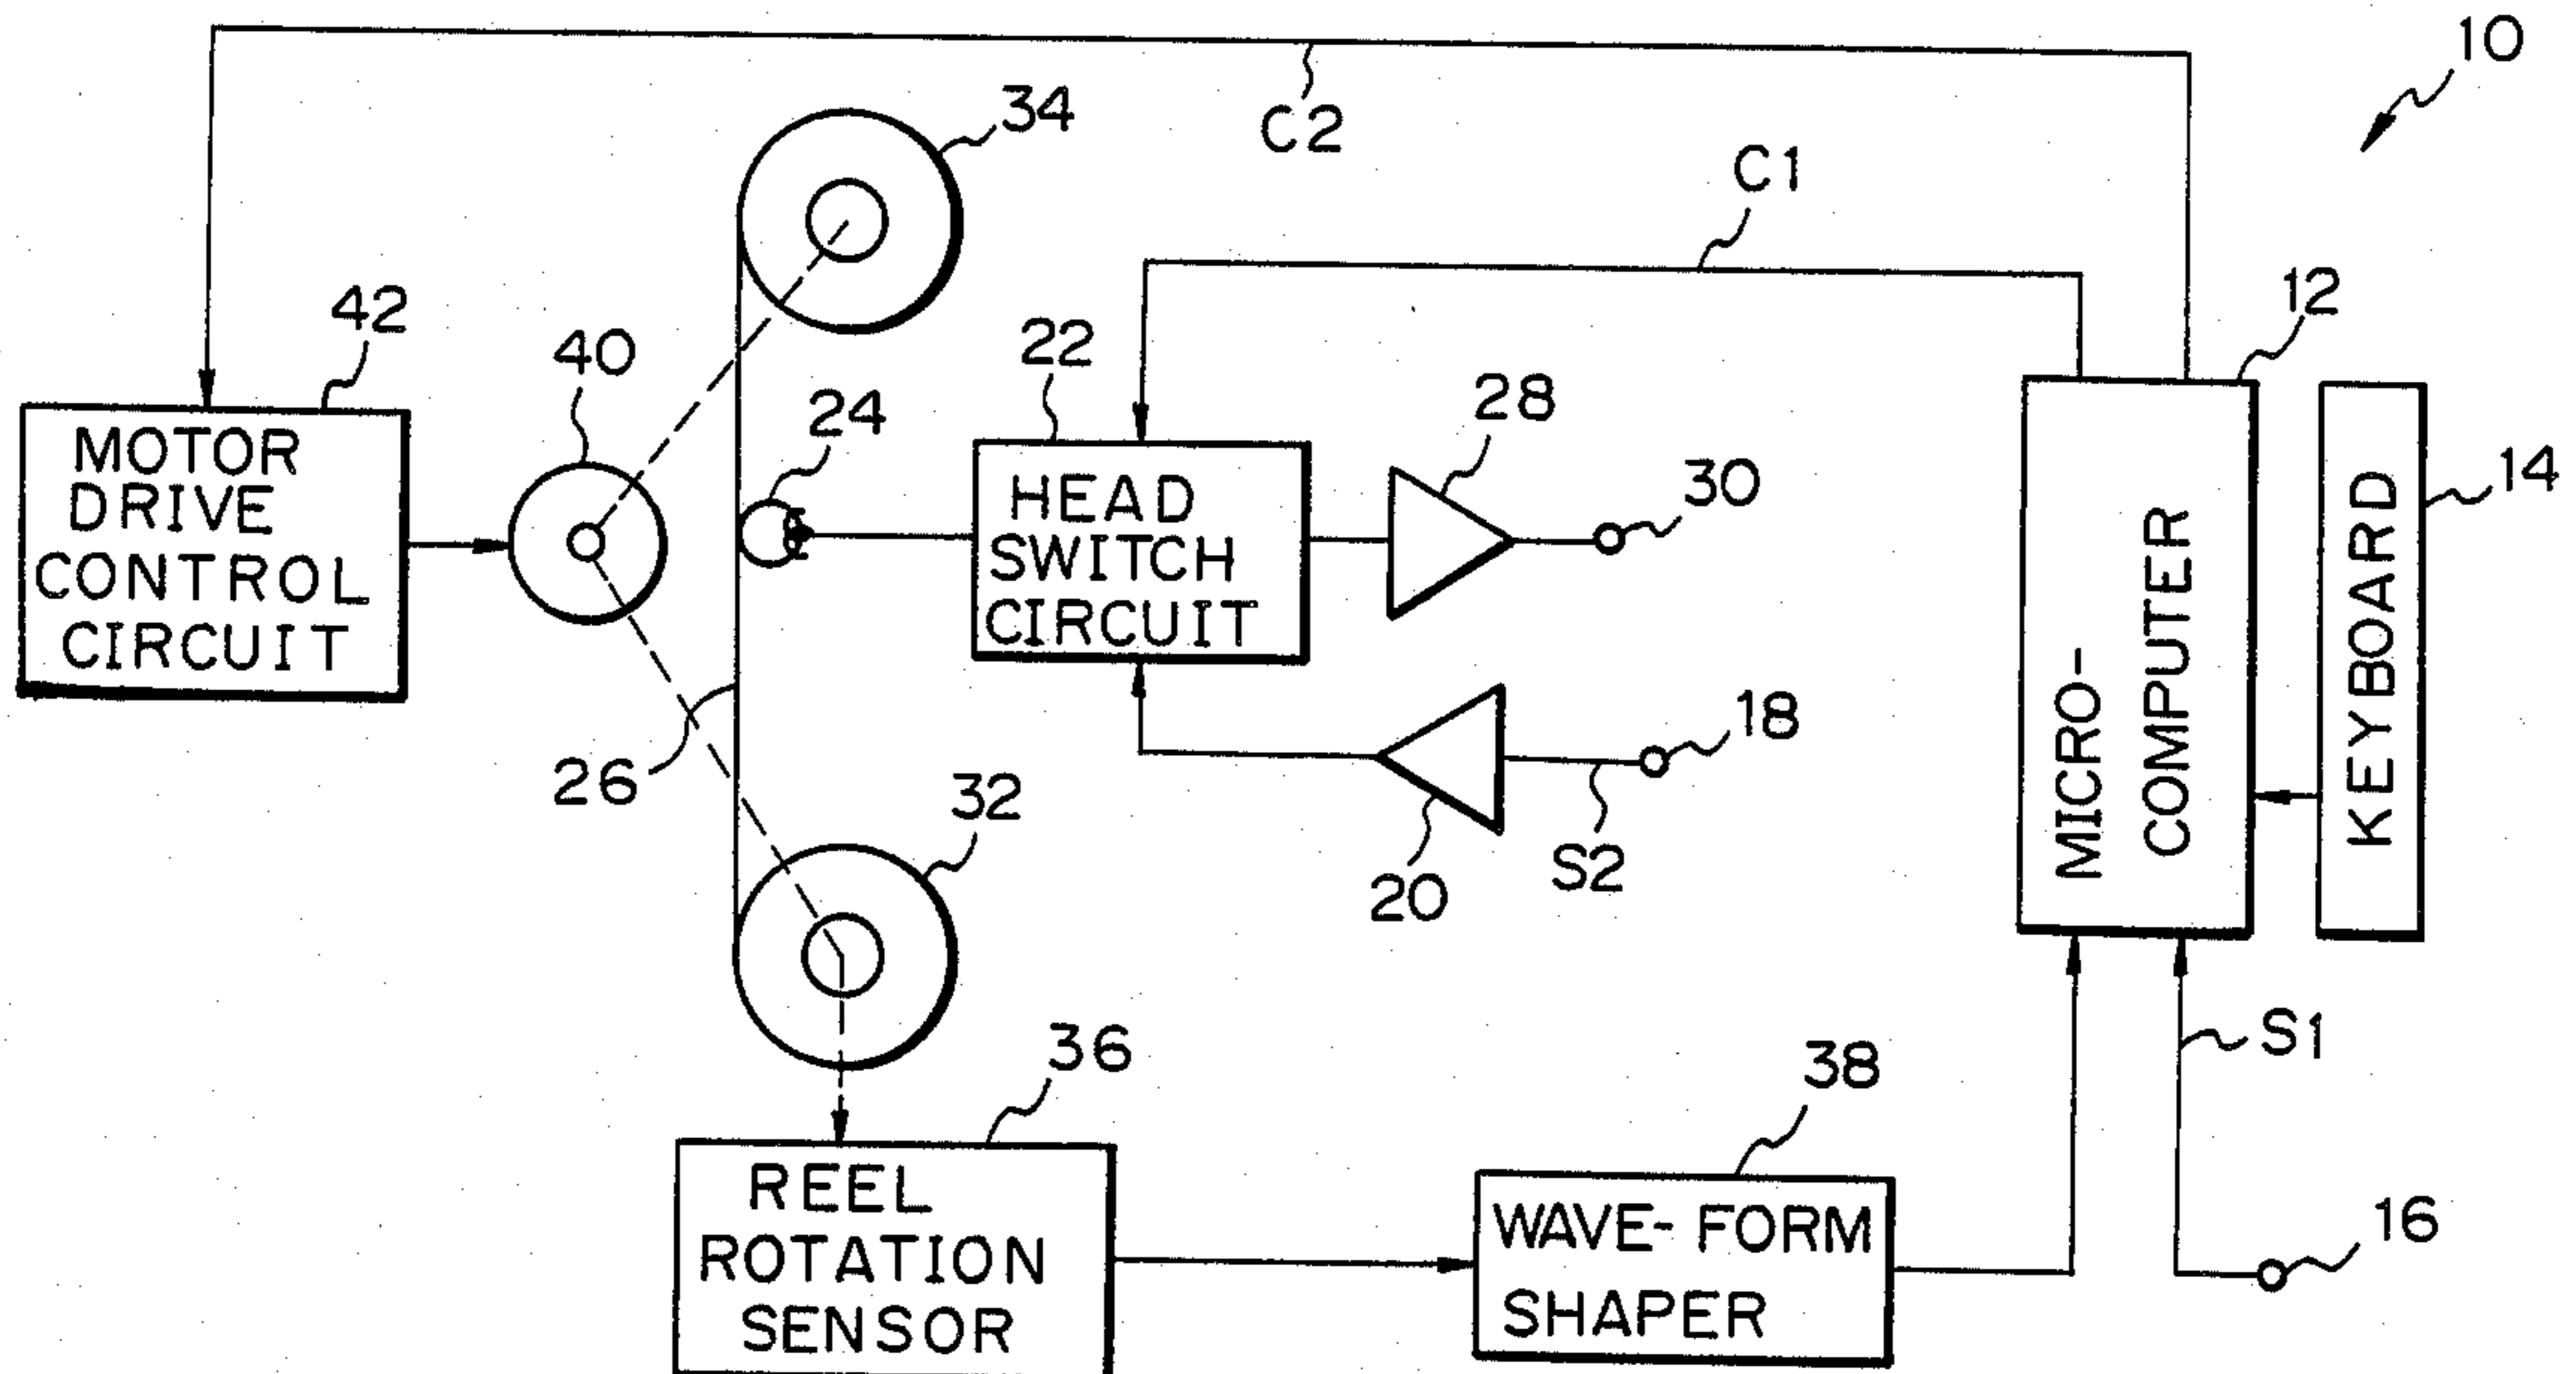 10
34
C2
C1
12
42
40
22
24
28
30
14
MOTOR
DRIVE
CONTROL
CIRCUIT
HEAD
SWITCH
CIRCUIT
MICRO-
COMPUTER
KEYBOARD
26
18
32
20
S2
36
38
S1
16
REEL
ROTATION
SENSOR
WAVE-FORM
SHAPER